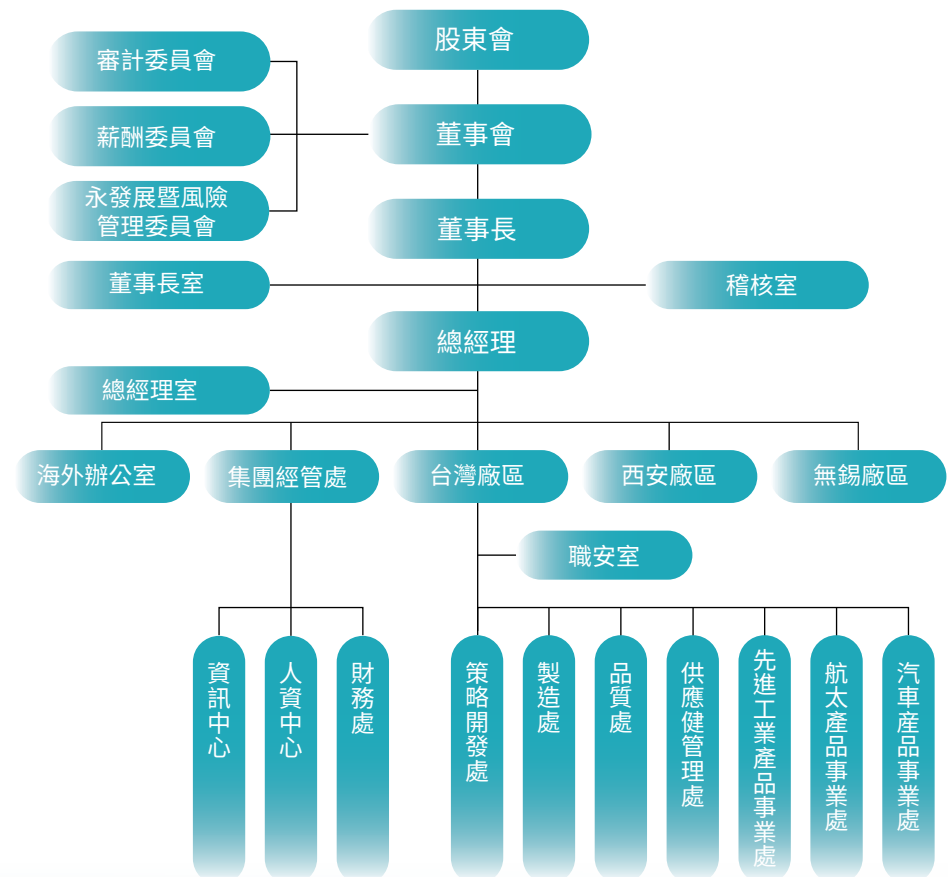 股東會
審計委員會
董事會
薪酬委員會
永發展暨風險
管理委員會
董事長
董事長室
稽核室
總經理
總經理室
海外辦公室
集團經管處
台灣廠區
西安廠區
無錫廠區
職安室
資訊中心
人資中心
財務處
策略開發處
製造處
品質處
供應健管理處
先進工業產品事業處
航太產品事業處
汽車産品事業處